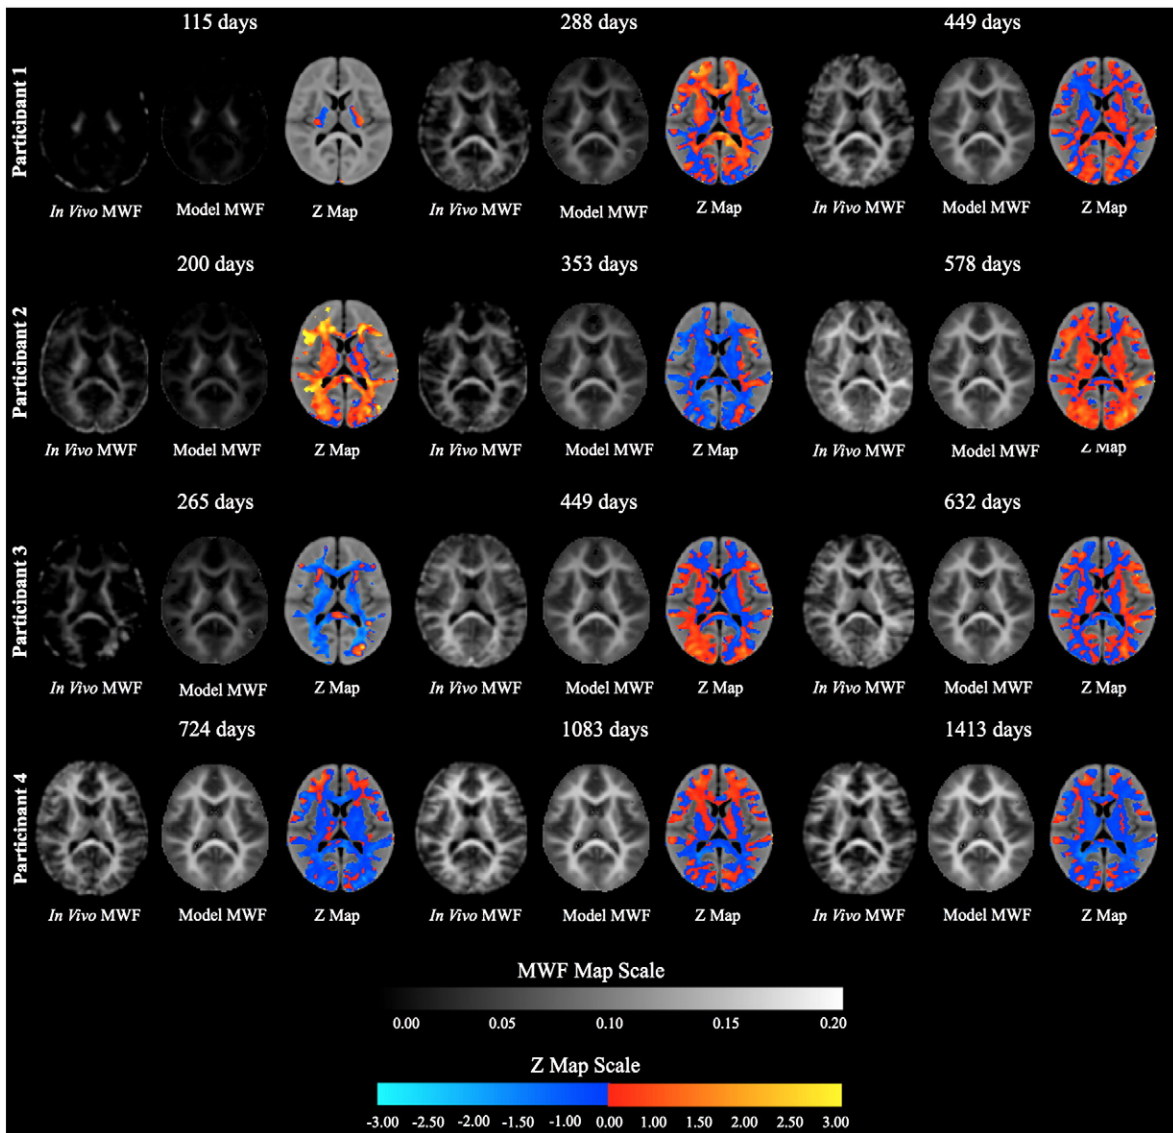 115 days 288 days 449 days
Participant 1
In Vivo MWF Model MWF Z Map In Vivo MWF Model MWF Z Map In Vivo MWF Model MWF Z Map
200 days 353 days 578 days
Participant 2
In Vivo MWF Model MWF Z Map In Vivo MWF Model MWF Z Map In Vivo MWF Model MWF Z Map
265 days 449 days 632 days
Participant 3
In Vivo MWF Model MWF Z Map In Vivo MWF Model MWF Z Map In Vivo MWF Model MWF Z Map
724 days 1083 days 1413 days
Participant 4
In Vivo MWF Model MWF Z Map In Vivo MWF Model MWF Z Map In Vivo MWF Model MWF Z Map
MWF Map Scale
0.00 0.05 0.10 0.15 0.20
Z Map Scale
-3.00 -2.50 -2.00 -1.50 -1.00 0.00 1.00 1.50 2.00 2.50 3.00